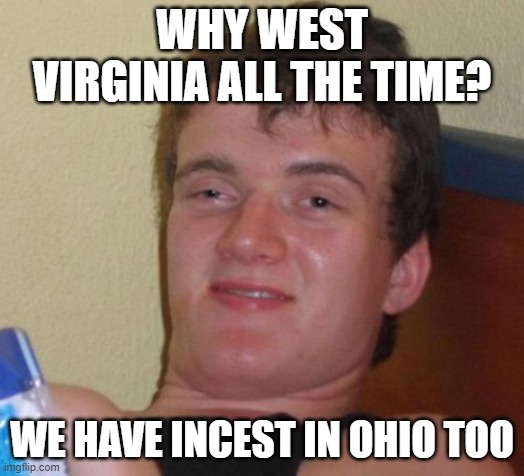 WHY WEST
VIRGINIA ALL THE TIME?
WE HAVE INCEST IN OHIO TOO
imgflip.com